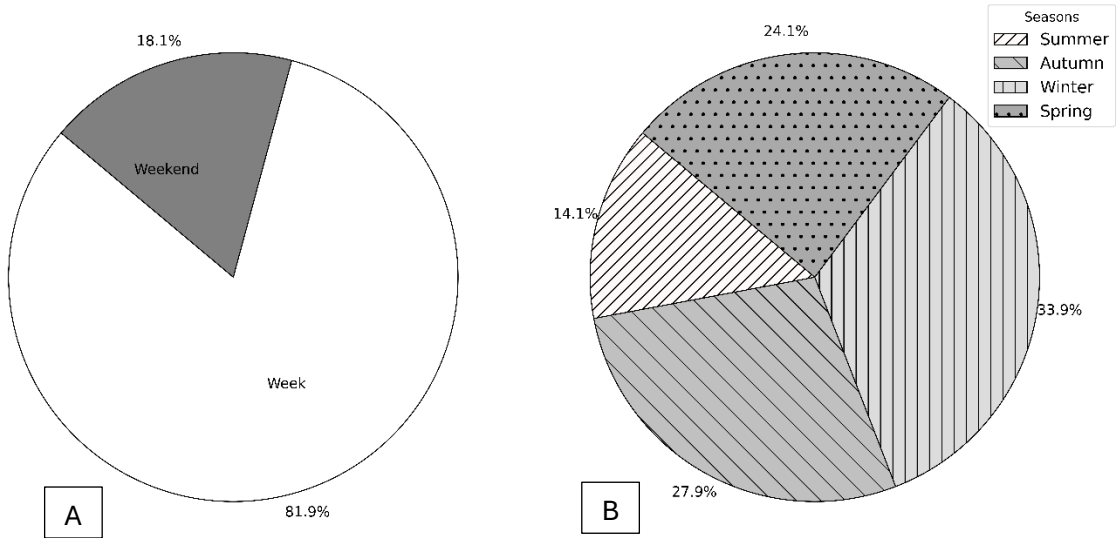 18.1%
Weekend
Week
81.9%
A
24.1%
14.1%
33.9%
27.9%
B
Seasons
Summer
Autumn
Winter
Spring